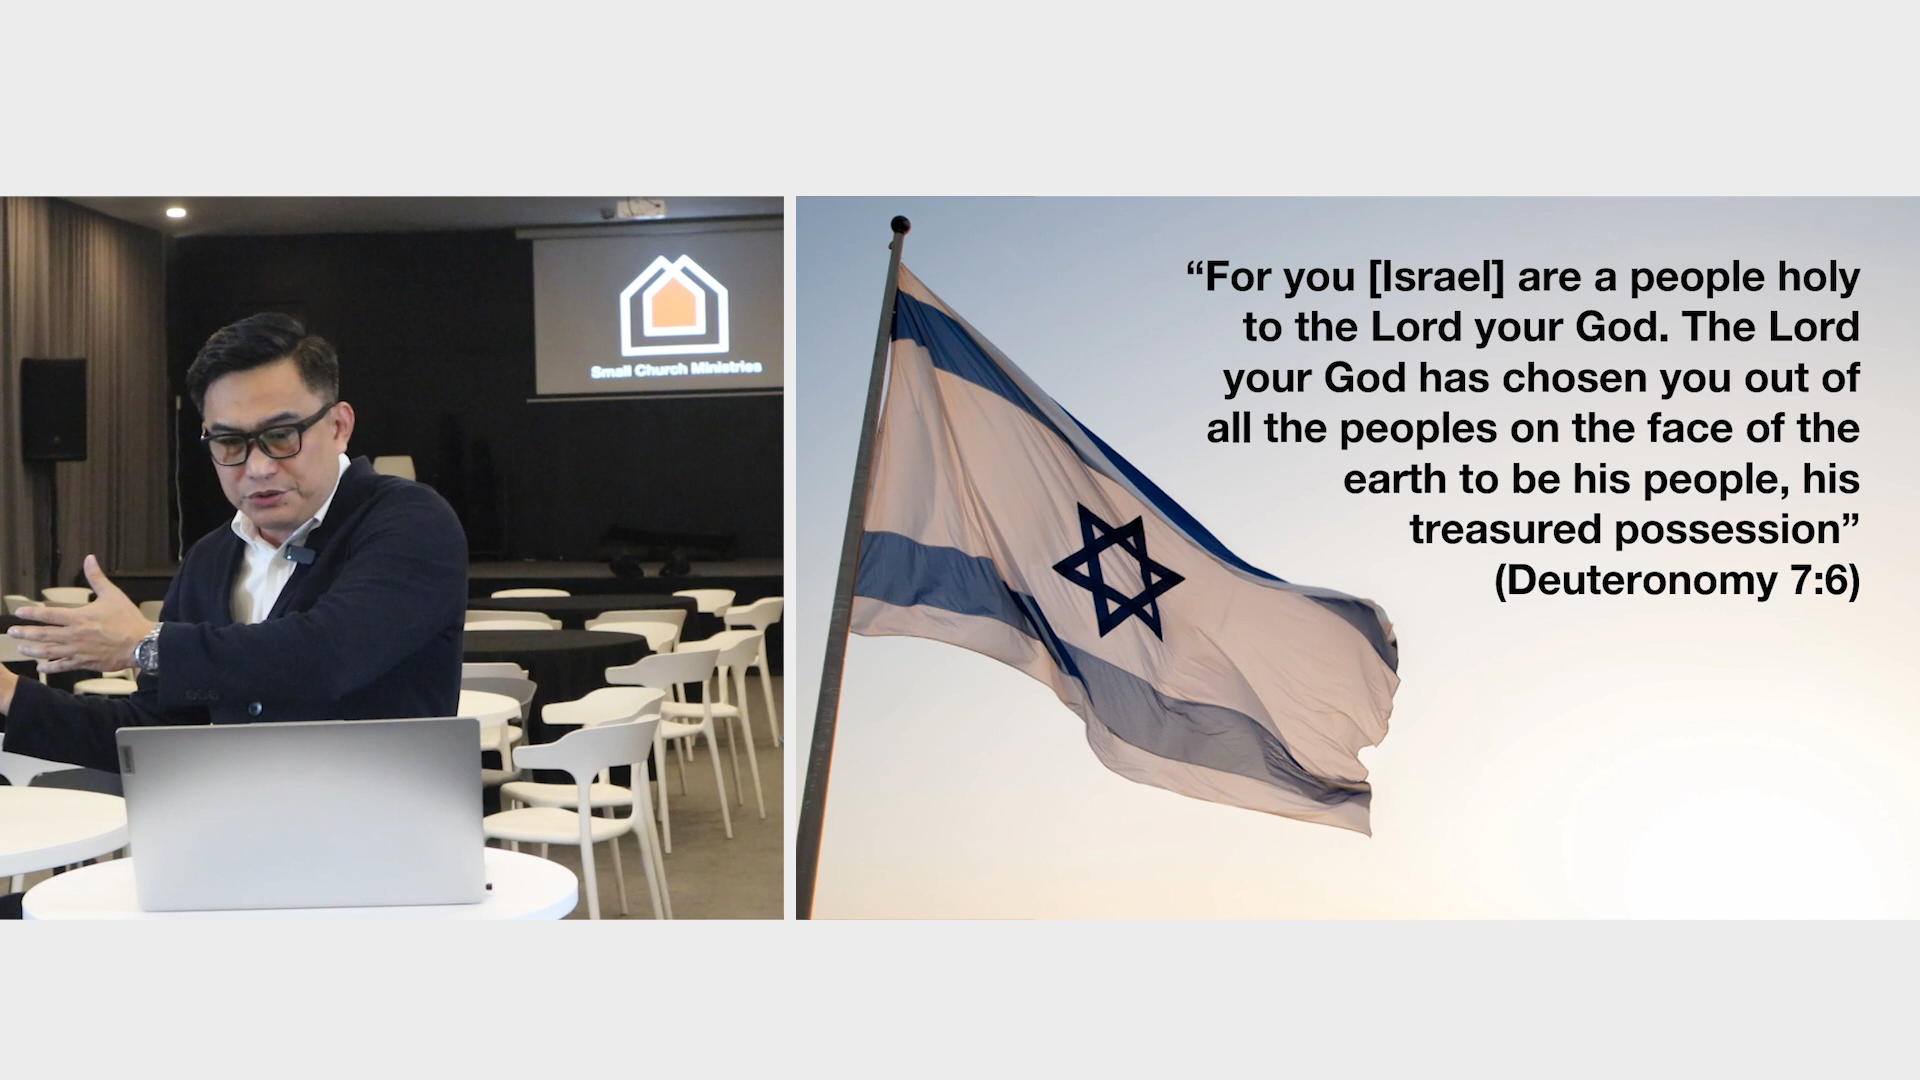 Small Church Ministries
“For you [Israel] are a people holy
to the Lord your God. The Lord
your God has chosen you out of
all the peoples on the face of the
earth to be his people, his
treasured possession”
(Deuteronomy 7:6)